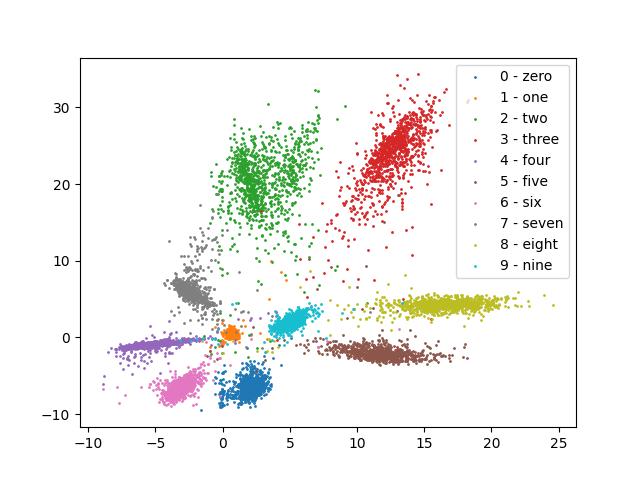 0 - zero
1 - one
2 - two
3 - three
4 - four
5 - five
6 - six
7 - seven
8 - eight
9 - nine
30
20
10
0
−10
−10
−5
0
5
10
15
20
25